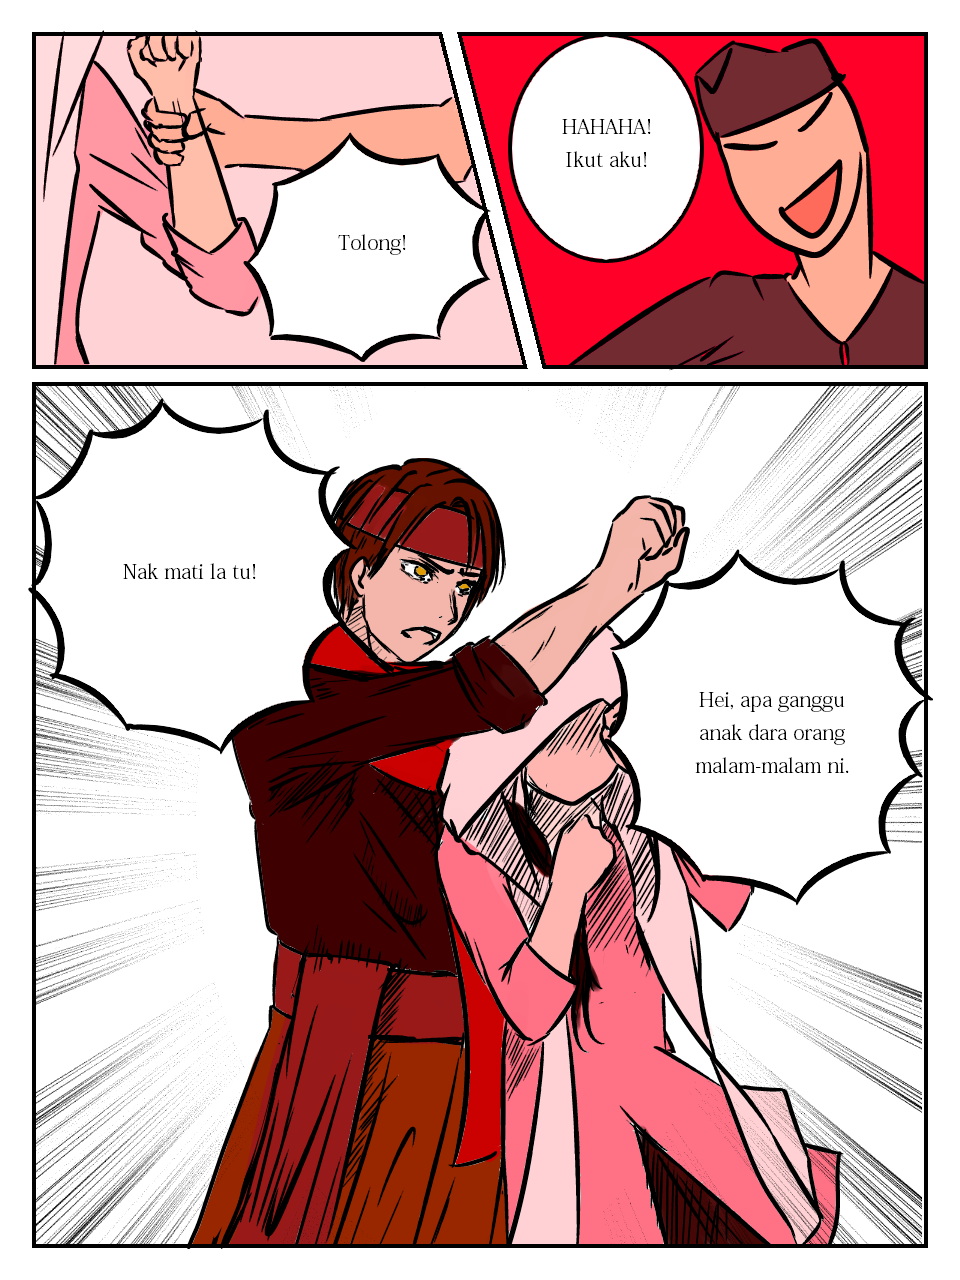 Tolong!
HAHAHA!
Ikut aku!
Nak mati la tu!
Hei, apa ganggu
anak dara orang
malam-malam ni.